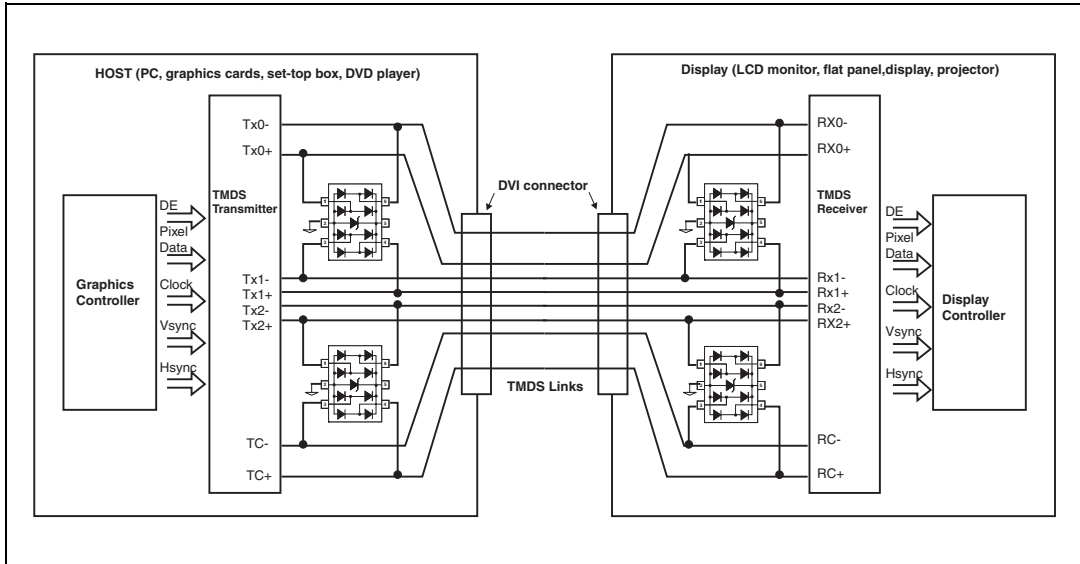 HOST (PC, graphics cards, set-top box, DVD player)
Display (LCD monitor, flat panel,display, projector)
Tx0-
Tx0+
TMDS
Transmitter
Tx1-
Tx1+
Tx2-
Tx2+
TC-
TC+
Graphics
Controller
DE
Pixel
Data
Clock
Vsync
Hsync
DVI connector
TMDS Links
RX0-
RX0+
TMDS
Receiver
Rx1-
Rx1+
Rx2-
RX2+
RC-
RC+
DE
Pixel
Data
Clock
Vsync
Hsync
Display
Controller